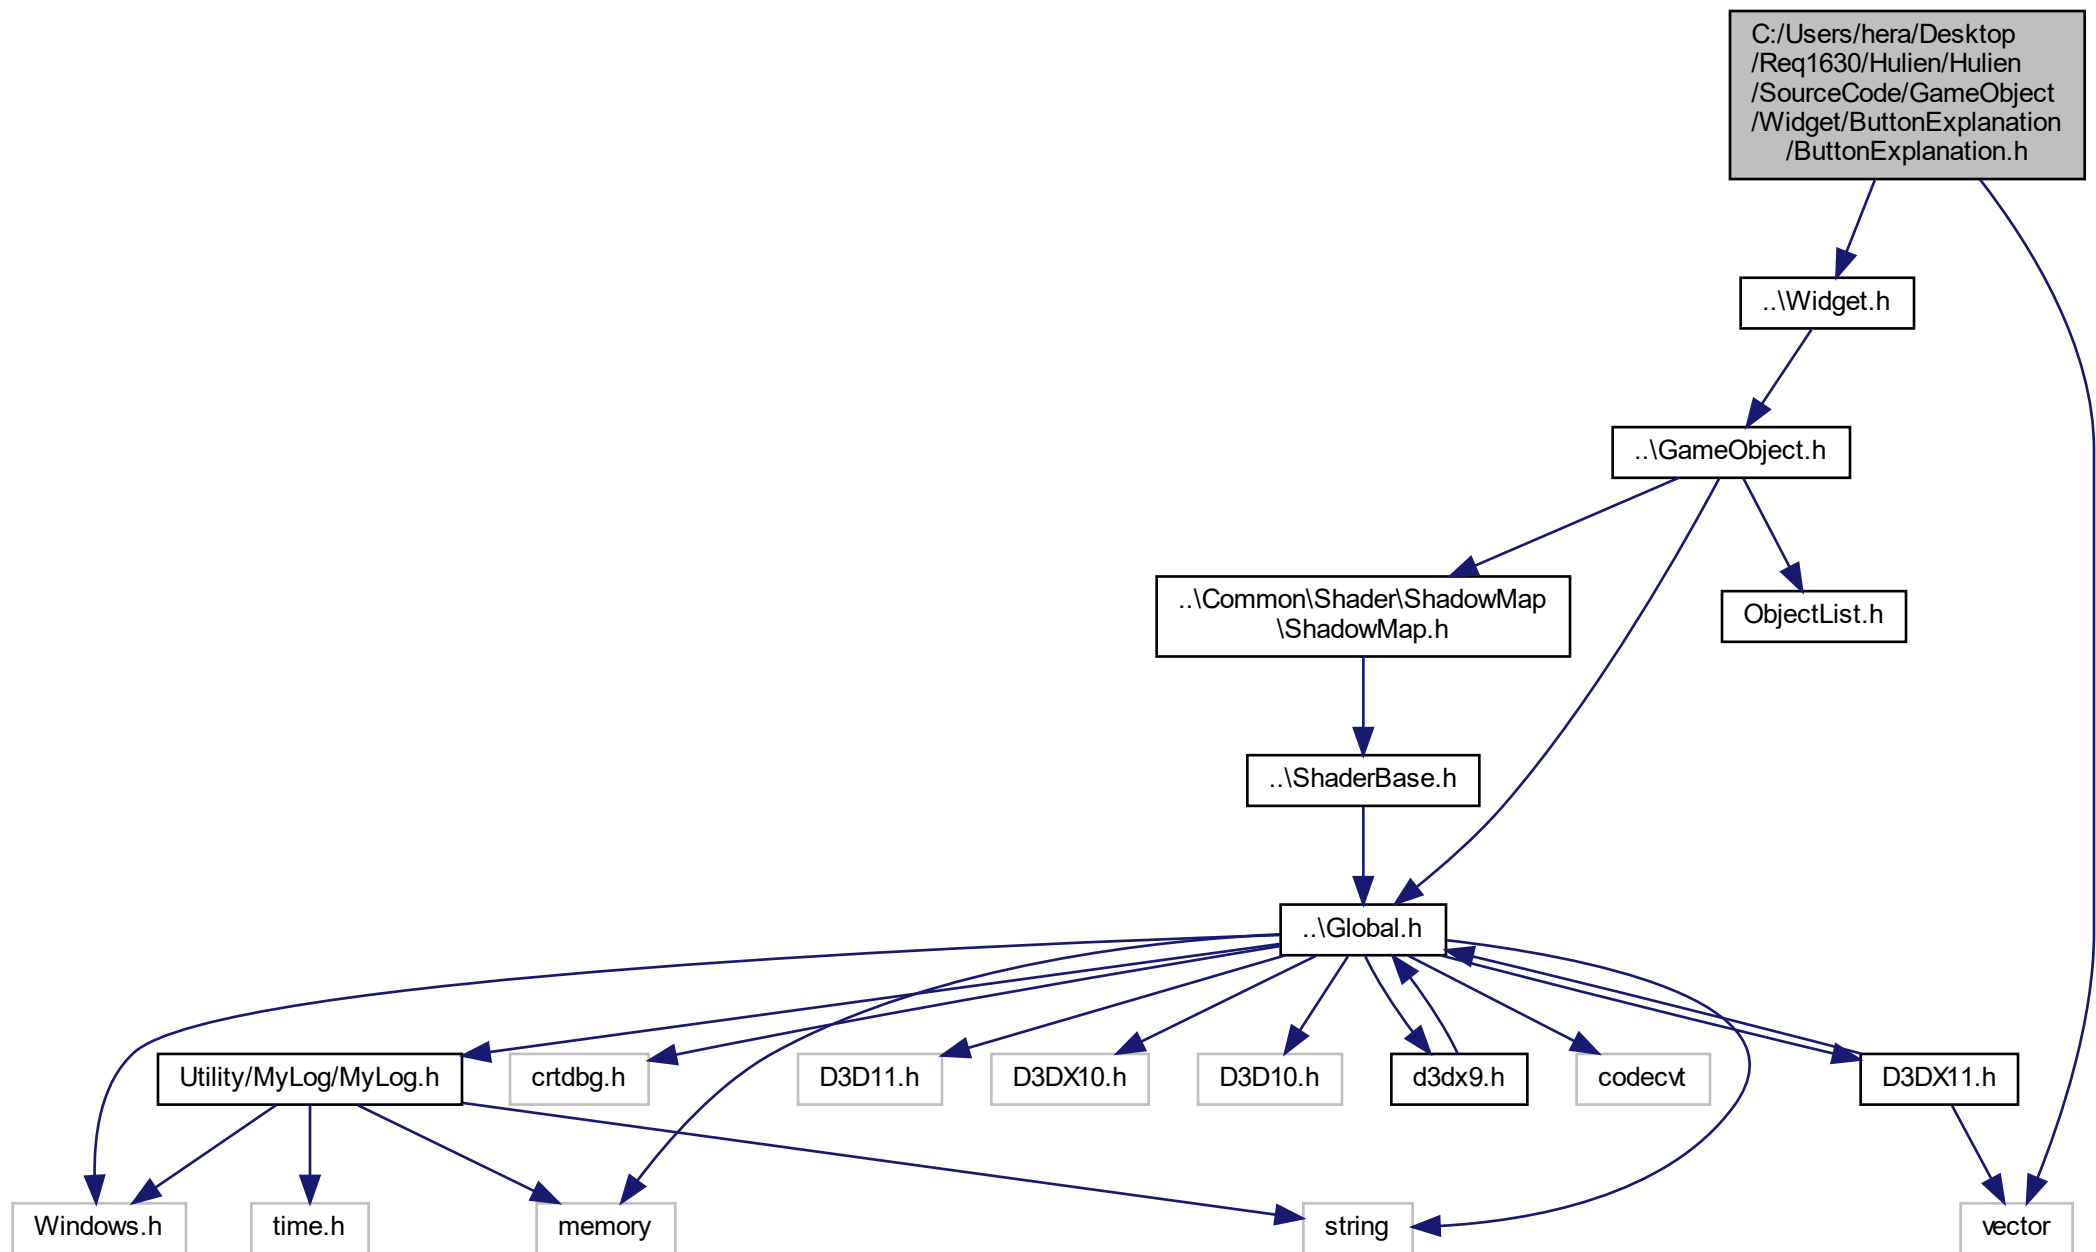 C:/Users/hera/Desktop
/Req1630/Hulien/Hulien
/SourceCode/GameObject
/Widget/ButtonExplanation
/ButtonExplanation.h
..\Widget.h
..\GameObject.h
..\Common\Shader\ShadowMap
\ShadowMap.h
ObjectList.h
..\ShaderBase.h
..\Global.h
Utility/MyLog/MyLog.h
crtdbg.h
D3D11.h
D3DX10.h
D3D10.h
d3dx9.h
codecvt
D3DX11.h
Windows.h
time.h
memory
string
vector